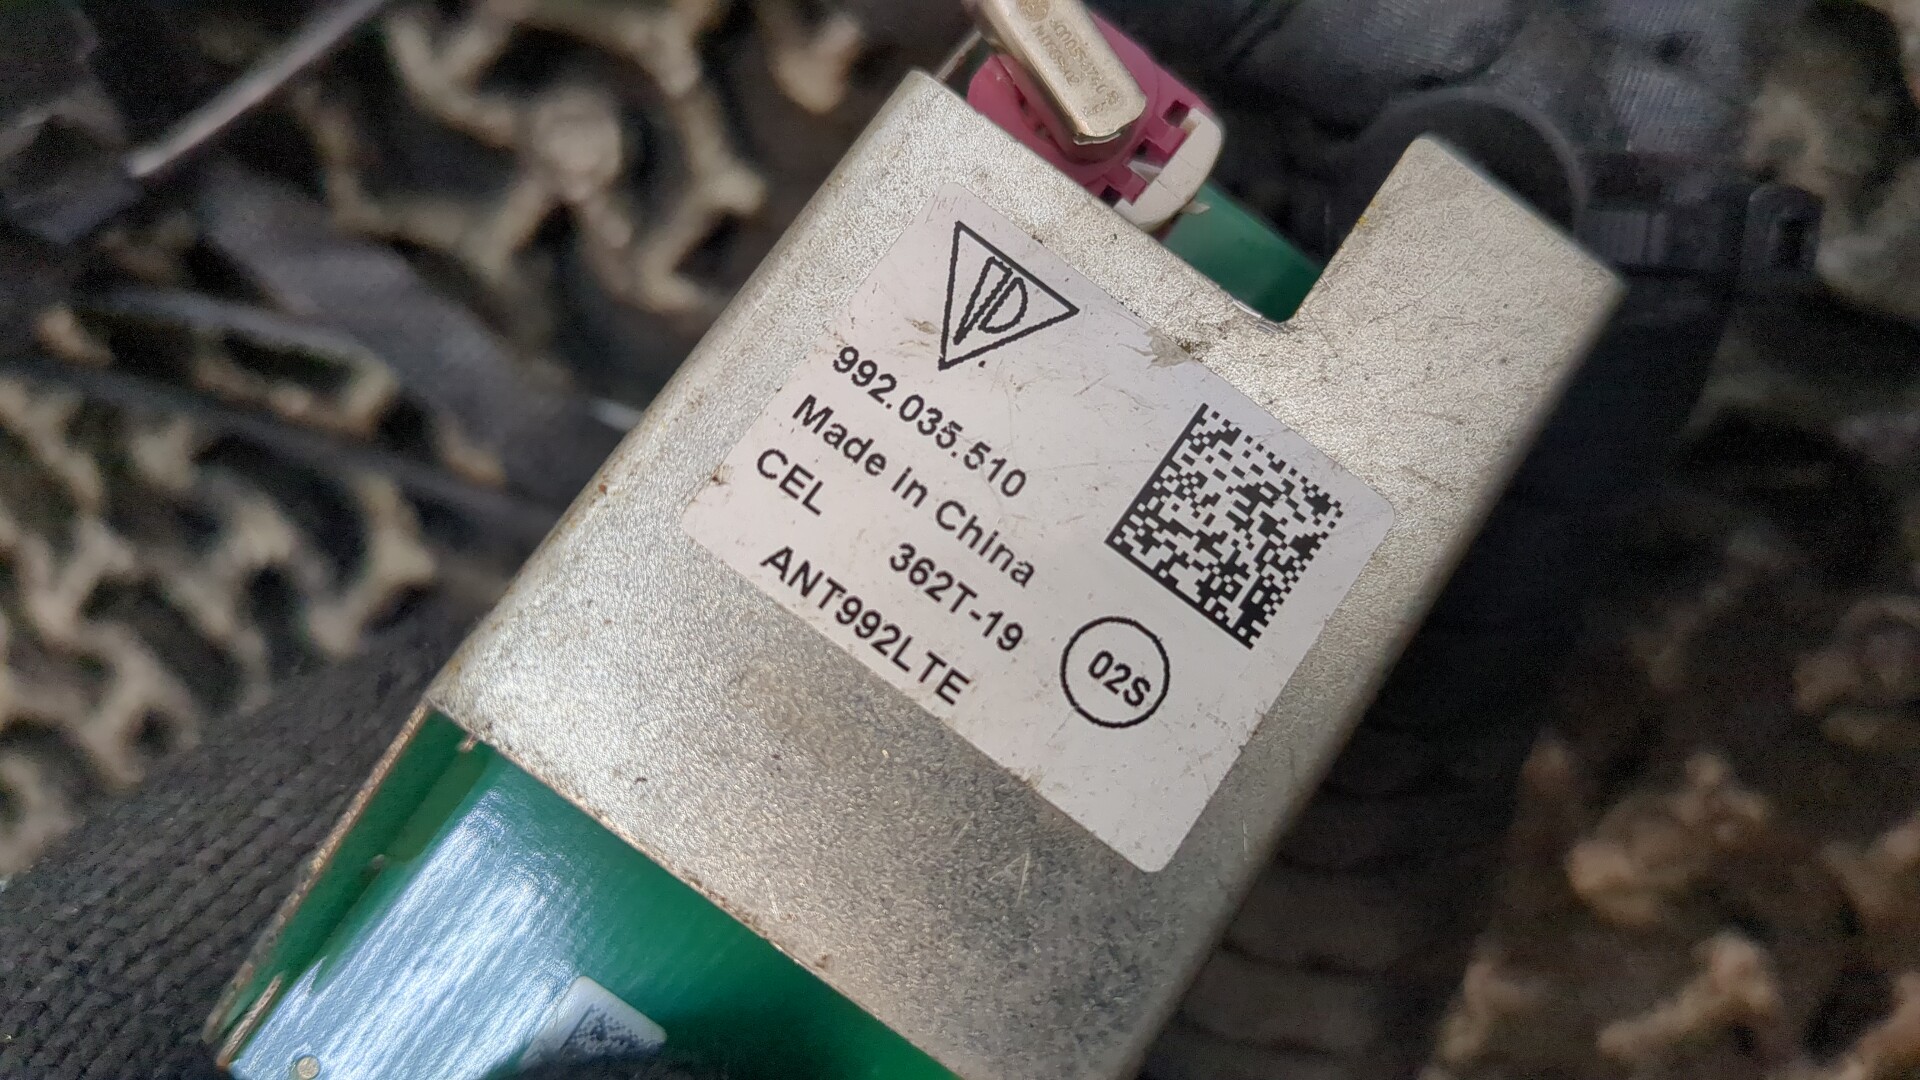 992.035.510
Made in China
CEL 362T-19
ANT992LTE
02S